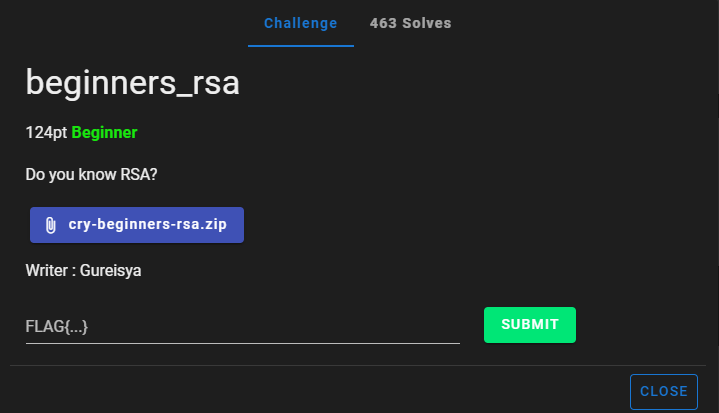 Challenge 463 Solves
beginners_rsa
124pt Beginner
Do you know RSA?
cry-beginners-rsa.zip
Writer : Gureisya
FLAG{...} SUBMIT
CLOSE